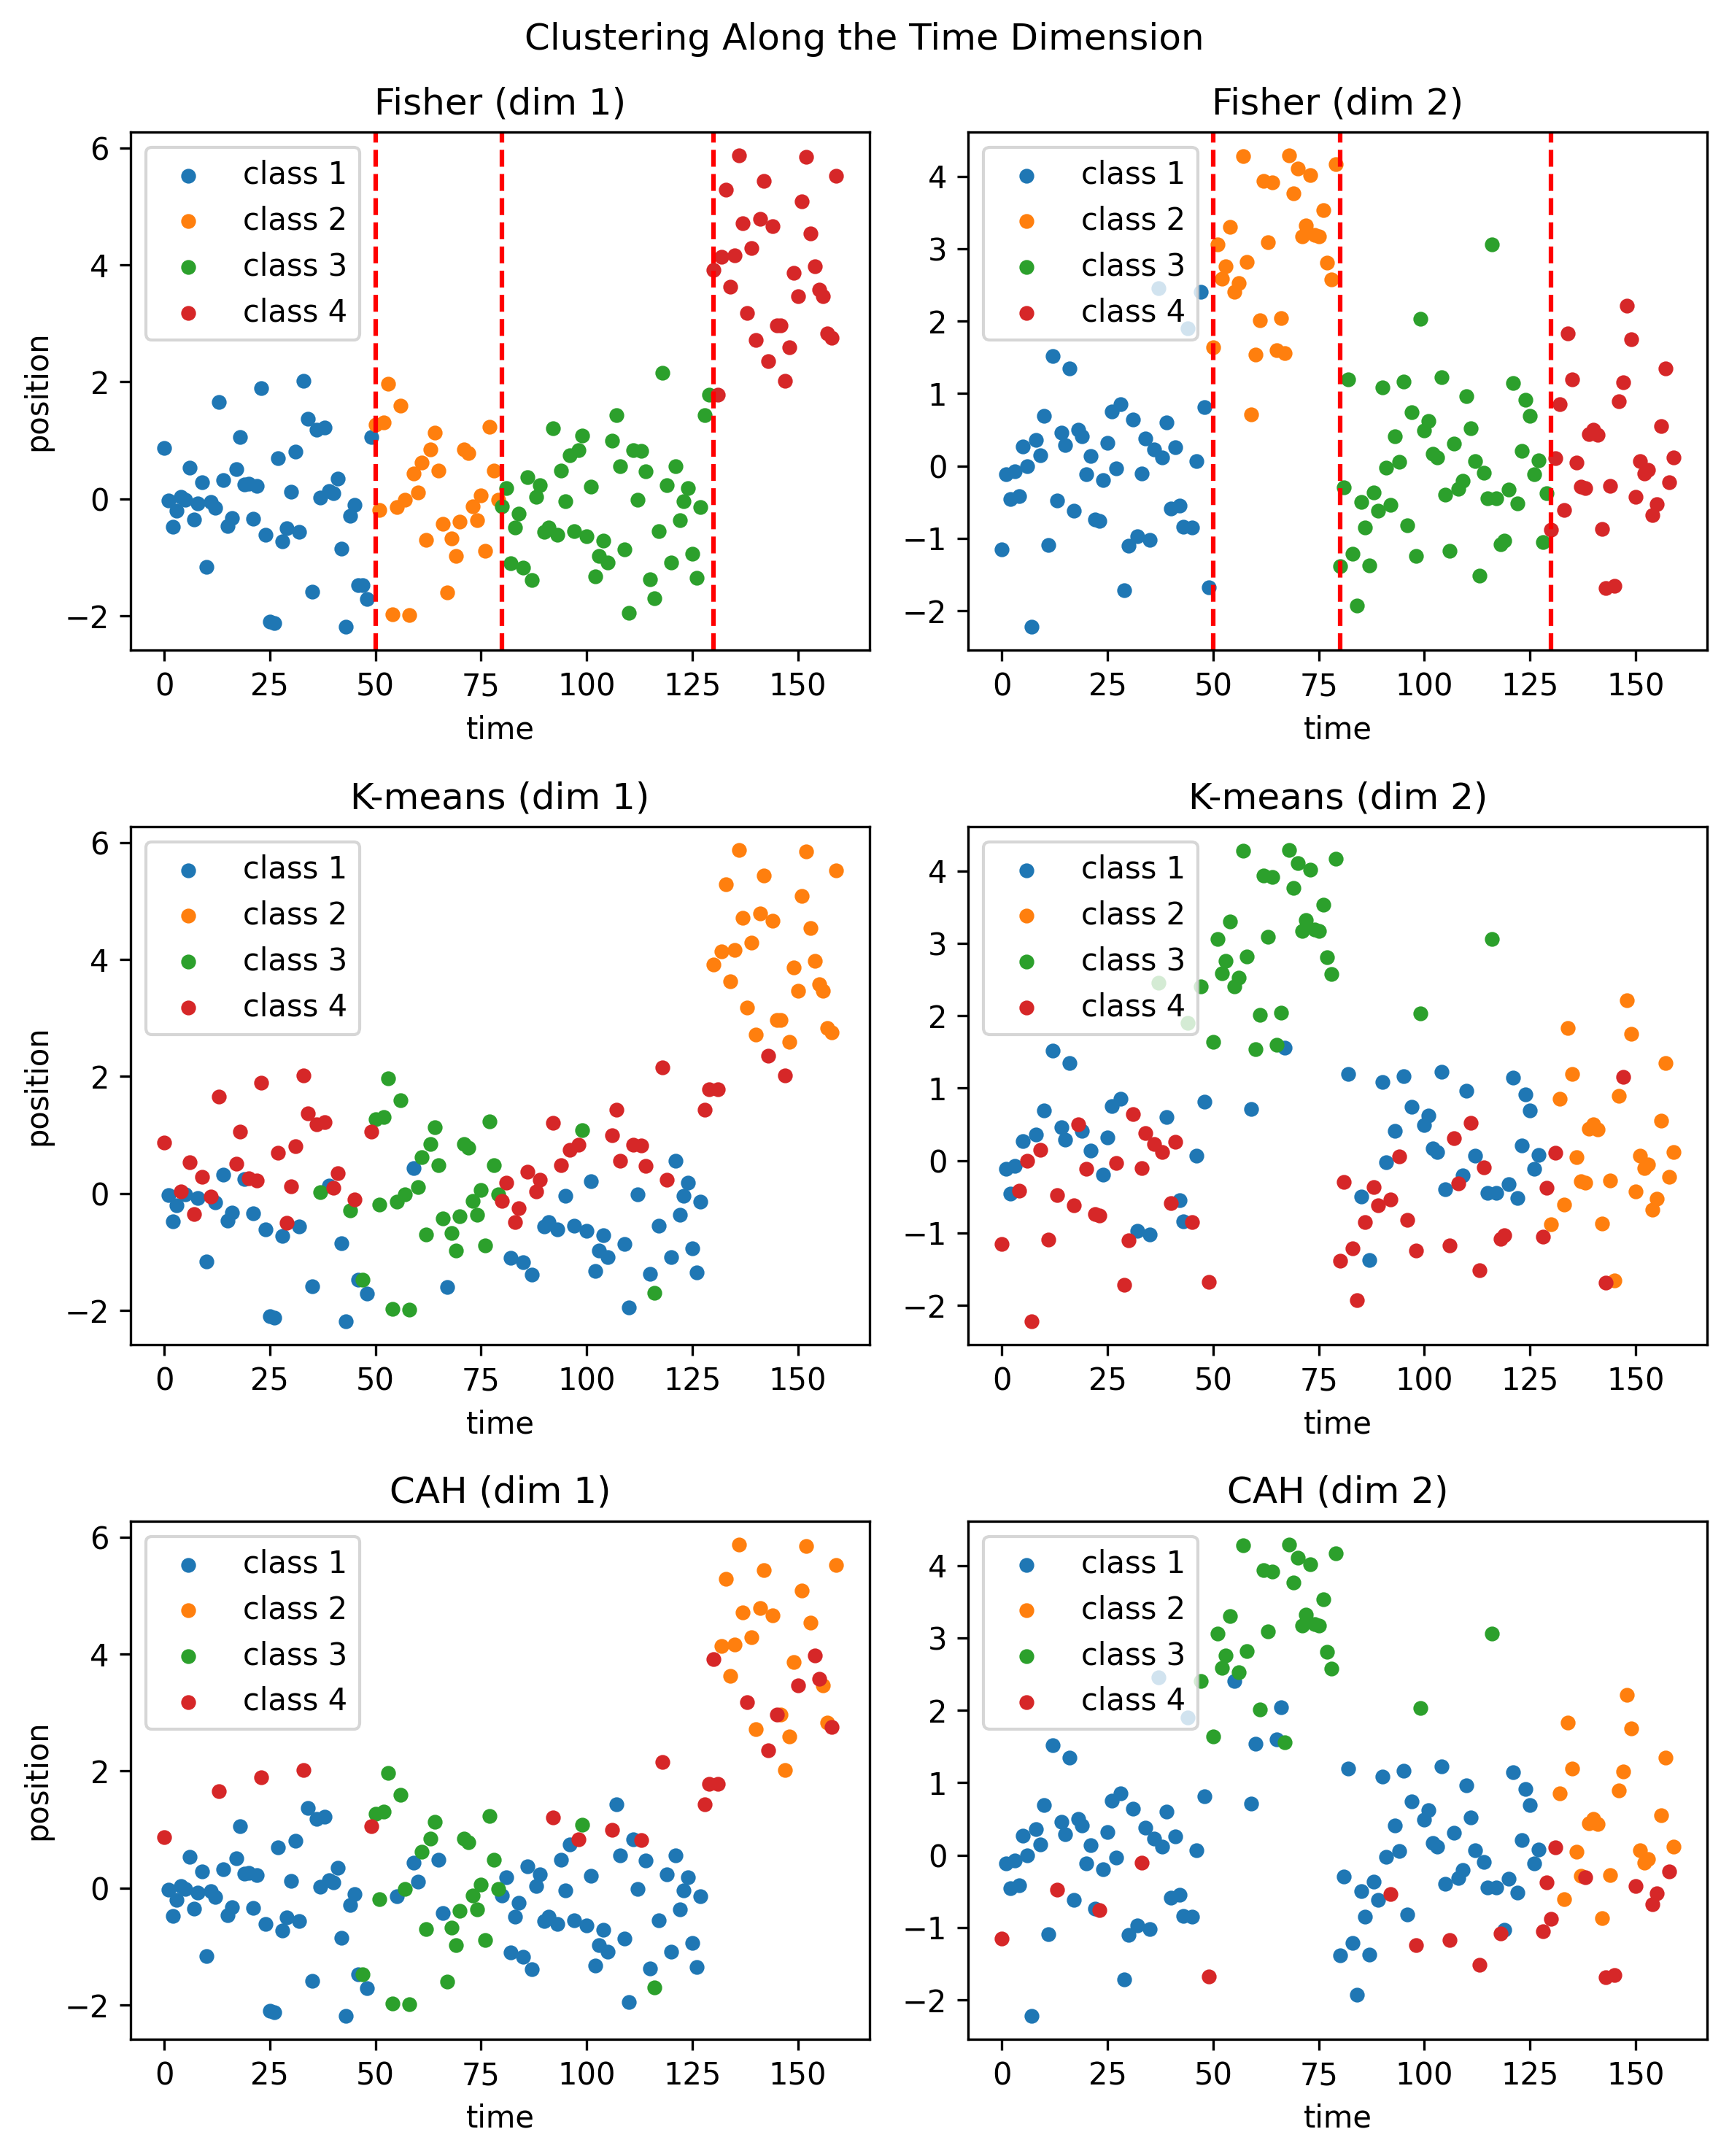 Clustering Along the Time Dimension
Fisher (dim 1)
6
4
2
0
−2
position
class 1
class 2
class 3
class 4
0 25 50 75 100 125 150
time
Fisher (dim 2)
4
3
2
1
0
−1
−2
class 1
class 2
class 3
class 4
0 25 50 75 100 125 150
time
K-means (dim 1)
6
4
2
0
−2
position
class 1
class 2
class 3
class 4
0 25 50 75 100 125 150
time
K-means (dim 2)
4
3
2
1
0
−1
−2
class 1
class 2
class 3
class 4
0 25 50 75 100 125 150
time
CAH (dim 1)
6
4
2
0
−2
position
class 1
class 2
class 3
class 4
0 25 50 75 100 125 150
time
CAH (dim 2)
4
3
2
1
0
−1
−2
class 1
class 2
class 3
class 4
0 25 50 75 100 125 150
time